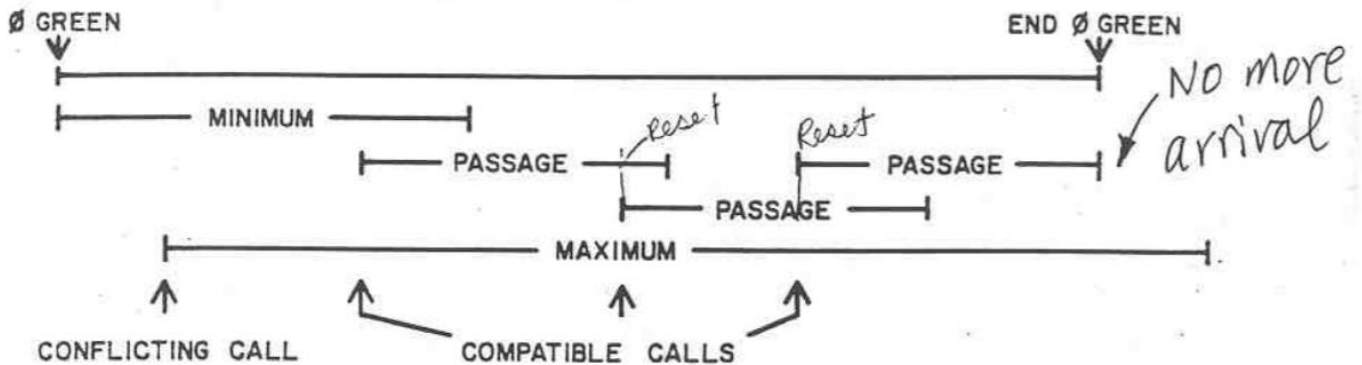 Ø GREEN
END Ø GREEN
No more
arrival
MINIMUM
Reset
Reset
PASSAGE
PASSAGE
PASSAGE
MAXIMUM
CONFLICTING CALL
COMPATIBLE CALLS